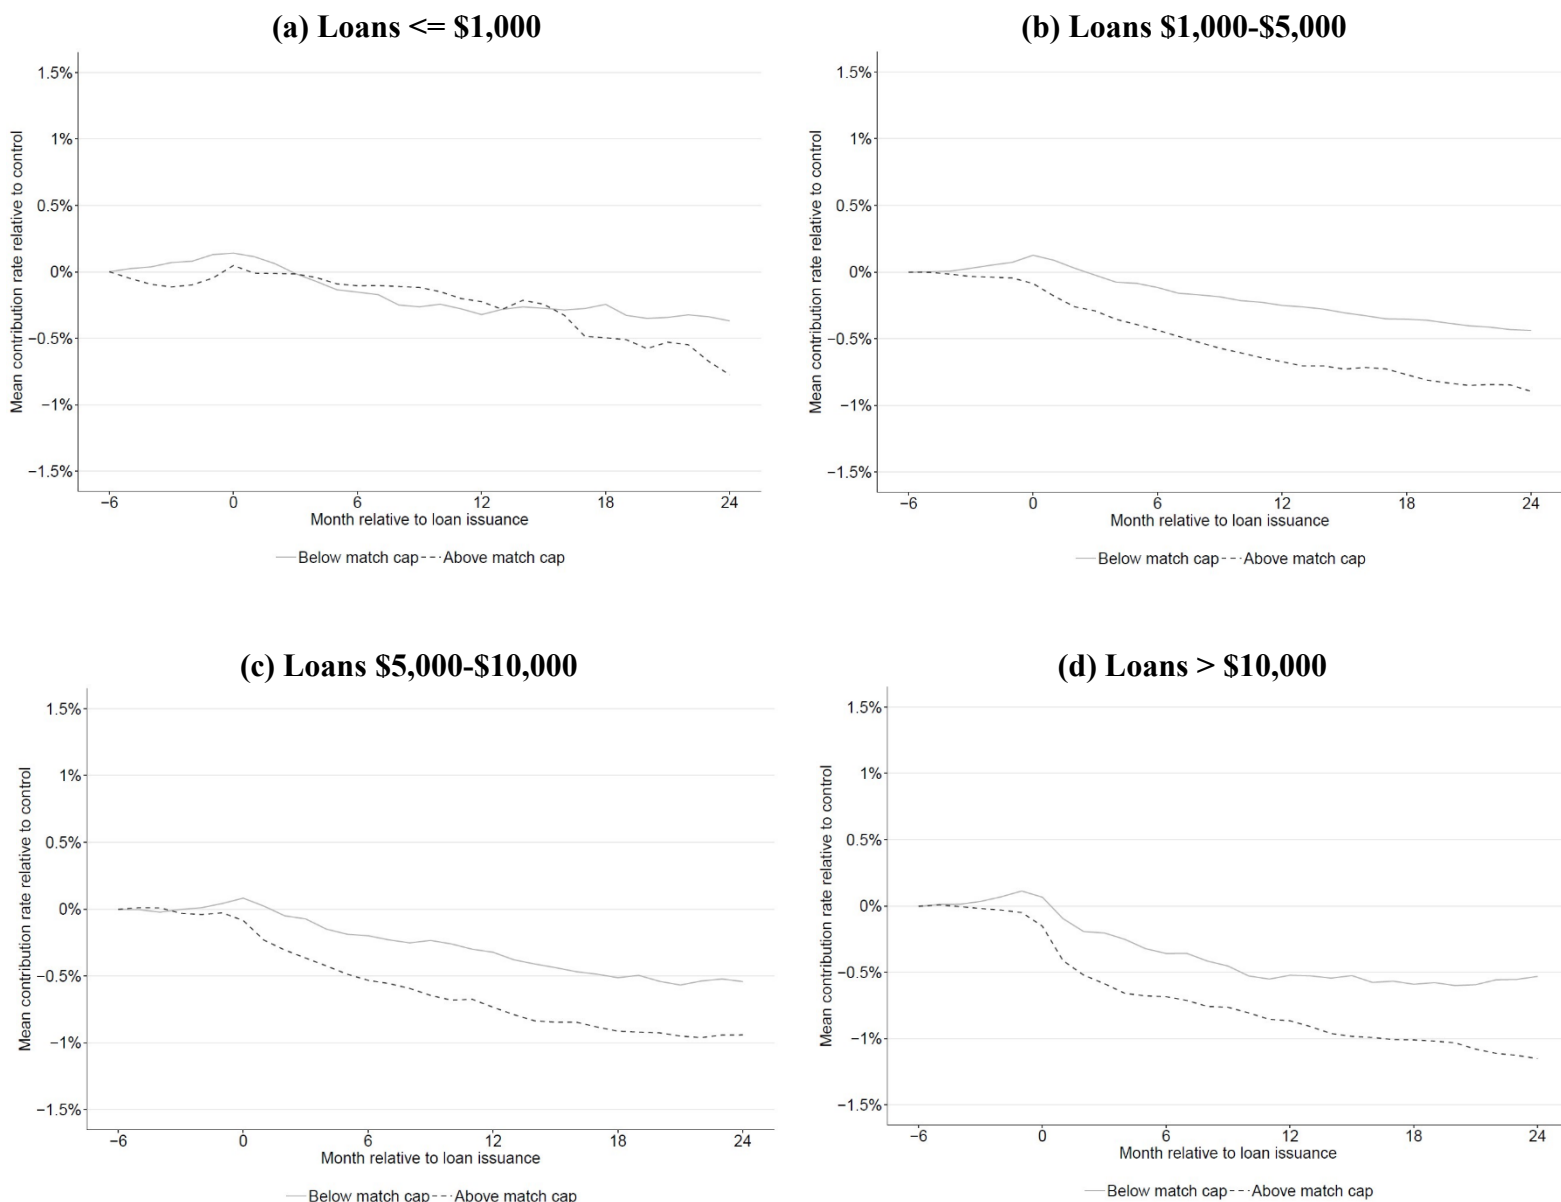 (a) Loans <= $1,000
Mean contribution rate relative to control
1.5%
1%
0.5%
0%
−0.5%
−1%
−1.5%
−6 0 6 12 18 24
Month relative to loan issuance
Below match cap Above match cap
(b) Loans $1,000-$5,000
Mean contribution rate relative to control
1.5%
1%
0.5%
0%
−0.5%
−1%
−1.5%
−6 0 6 12 18 24
Month relative to loan issuance
Below match cap Above match cap
(c) Loans $5,000-$10,000
Mean contribution rate relative to control
1.5%
1%
0.5%
0%
−0.5%
−1%
−1.5%
−6 0 6 12 18 24
Month relative to loan issuance
Below match cap Above match cap
(d) Loans > $10,000
Mean contribution rate relative to control
1.5%
1%
0.5%
0%
−0.5%
−1%
−1.5%
−6 0 6 12 18 24
Month relative to loan issuance
Below match cap Above match cap